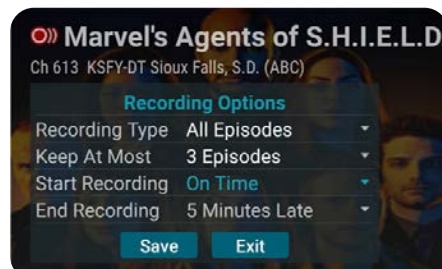 Marvel's Agents of S.H.I.E.L.D
Ch 613 KSFY-DT Sioux Falls, S.D. (ABC)
Recording Options
Recording Type All Episodes
Keep At Most 3 Episodes
Start Recording On Time
End Recording 5 Minutes Late
Save Exit